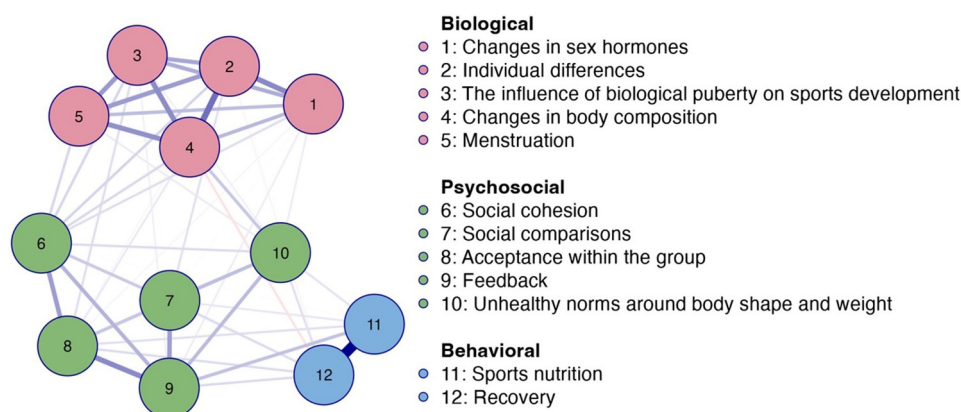 3
2
1
5
4
6
10
7
11
8
12
9
Biological
1: Changes in sex hormones
2: Individual differences
3: The influence of biological puberty on sports development
4: Changes in body composition
5: Menstruation
Psychosocial
6: Social cohesion
7: Social comparisons
8: Acceptance within the group
9: Feedback
10: Unhealthy norms around body shape and weight
Behavioral
11: Sports nutrition
12: Recovery